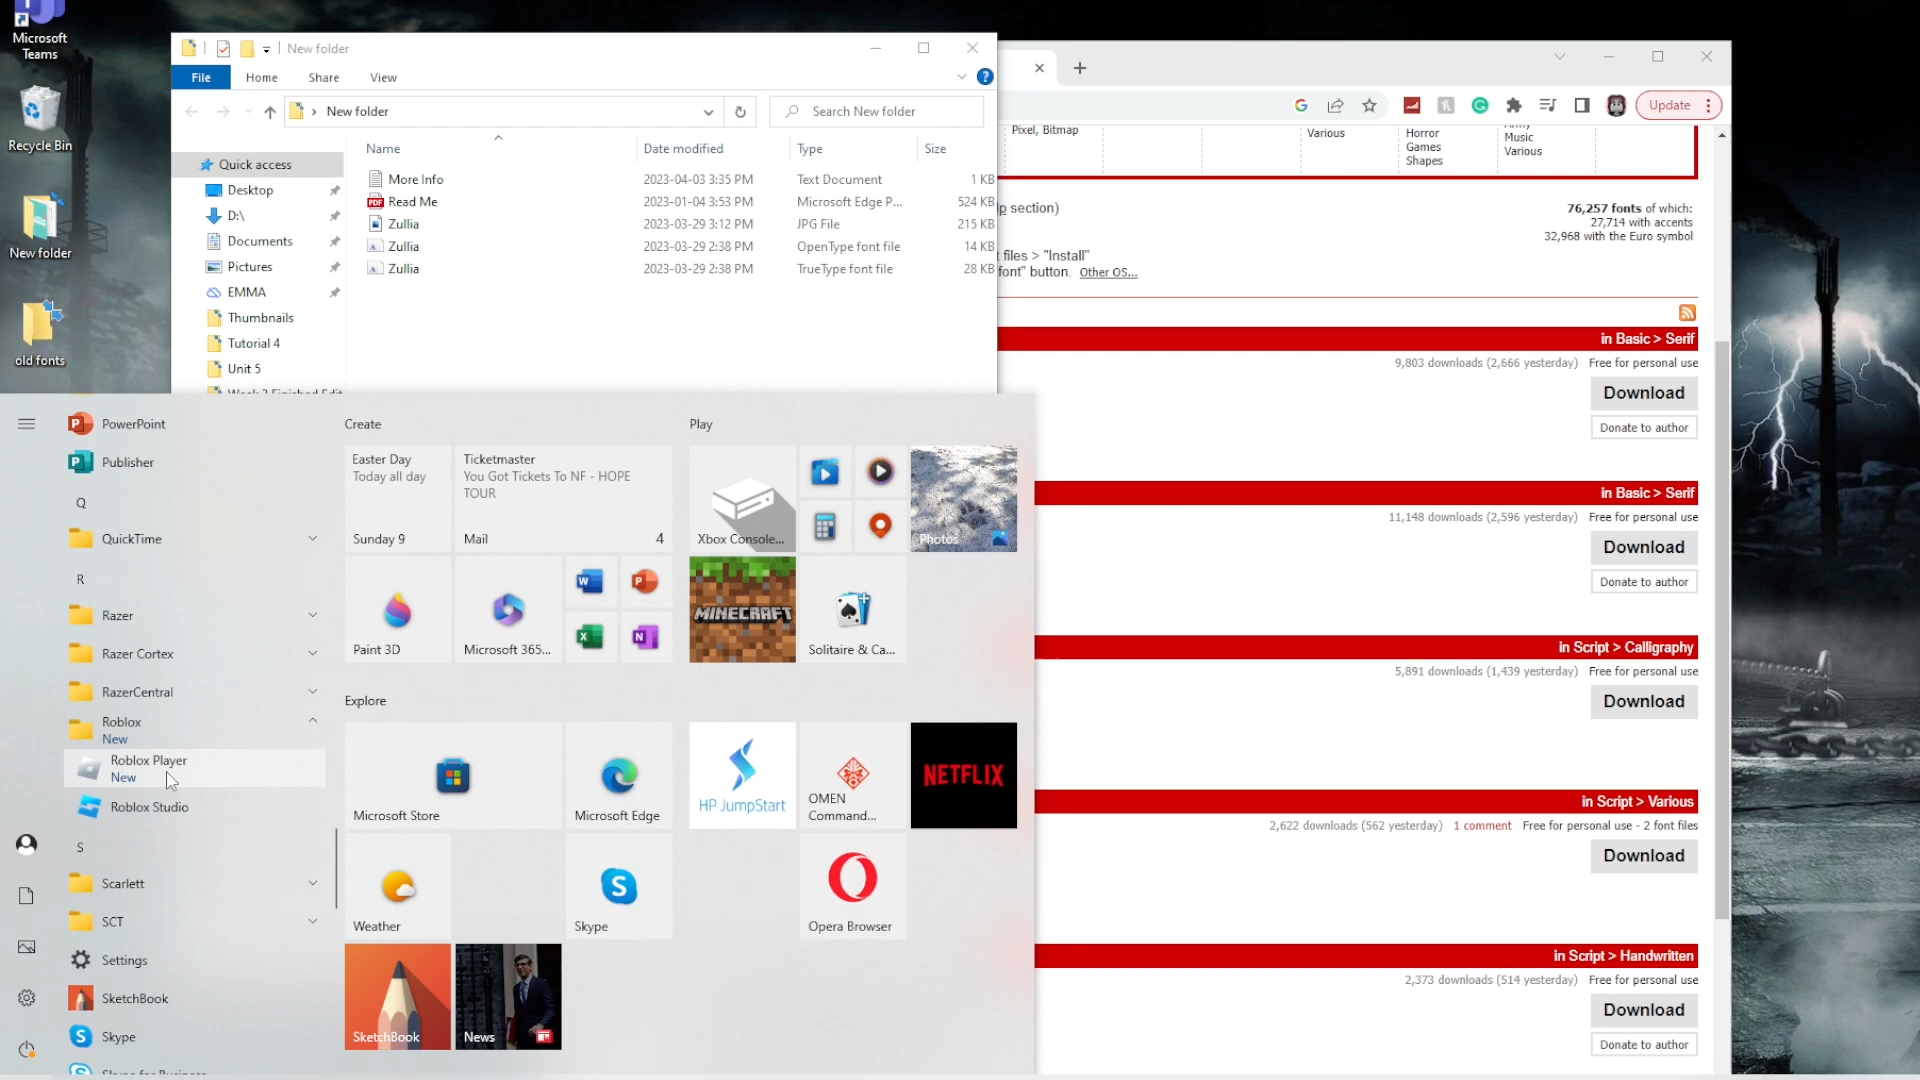 Microsoft
Teams
Recycle Bin
New folder
old fonts
New folder
File
Home
Share
View
New folder
Search New folder
Name
Date modified
Type
Size
Quick access
Desktop
D:\
Documents
Pictures
EMMA
Thumbnails
Tutorial 4
Unit 5
More Info
2023-04-03 3:35 PM
Text Document
1 KB
Read Me
2023-01-04 3:53 PM
Microsoft Edge P...
524 KB
Zullia
2023-03-29 3:12 PM
JPG File
215 KB
Zullia
2023-03-29 2:38 PM
OpenType font file
14 KB
Zullia
2023-03-29 2:38 PM
TrueType font file
28 KB
Update
Pixel, Bitmap
Various
Horror
Games
Shapes
Music
Various
p section)
76,257 fonts of which:
27,714 with accents
32,968 with the Euro symbol
files > "Install"
font" button. Other OS...
in Basic > Serif
9,803 downloads (2,666 yesterday) Free for personal use
Download
Donate to author
in Basic > Serif
11,148 downloads (2,596 yesterday) Free for personal use
Download
Donate to author
in Script > Calligraphy
5,891 downloads (1,439 yesterday) Free for personal use
Download
in Script > Various
2,622 downloads (562 yesterday) 1 comment Free for personal use - 2 font files
Download
in Script > Handwritten
2,373 downloads (514 yesterday) Free for personal use
Download
Donate to author
PowerPoint
Publisher
Q
QuickTime
R
Razer
Razer Cortex
RazerCentral
Roblox
New
Roblox Player
New
Roblox Studio
S
Scarlett
SCT
Settings
SketchBook
Skype
Create
Easter Day
Today all day
Sunday 9
Ticketmaster
You Got Tickets To NF - HOPE
TOUR
Mail
4
Paint 3D
Microsoft 365...
Explore
Microsoft Store
Microsoft Edge
Weather
Skype
SketchBook
News
Play
Xbox Console...
Photos
MINECRAFT
Solitaire & Ca...
HP JumpStart
OMEN
Command...
NETFLIX
Opera Browser